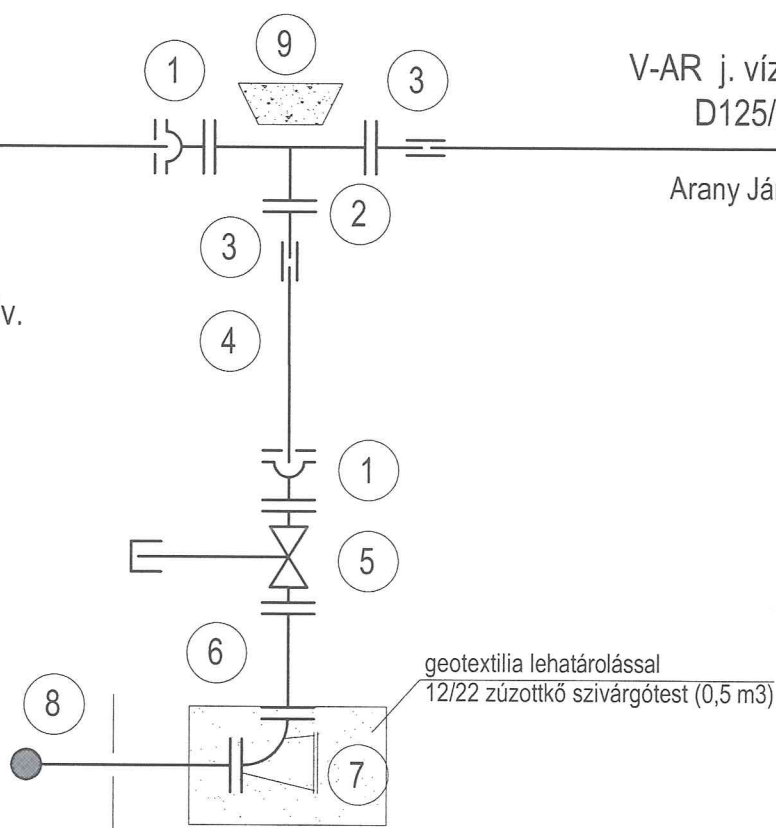 9
1
3
V-AR j. víz
D125/
Arany Já
2
3
v.
4
1
5
6
geotextilia lehatárolással
12/22 zúzottkő szivárgótest (0,5 m3)
8
7